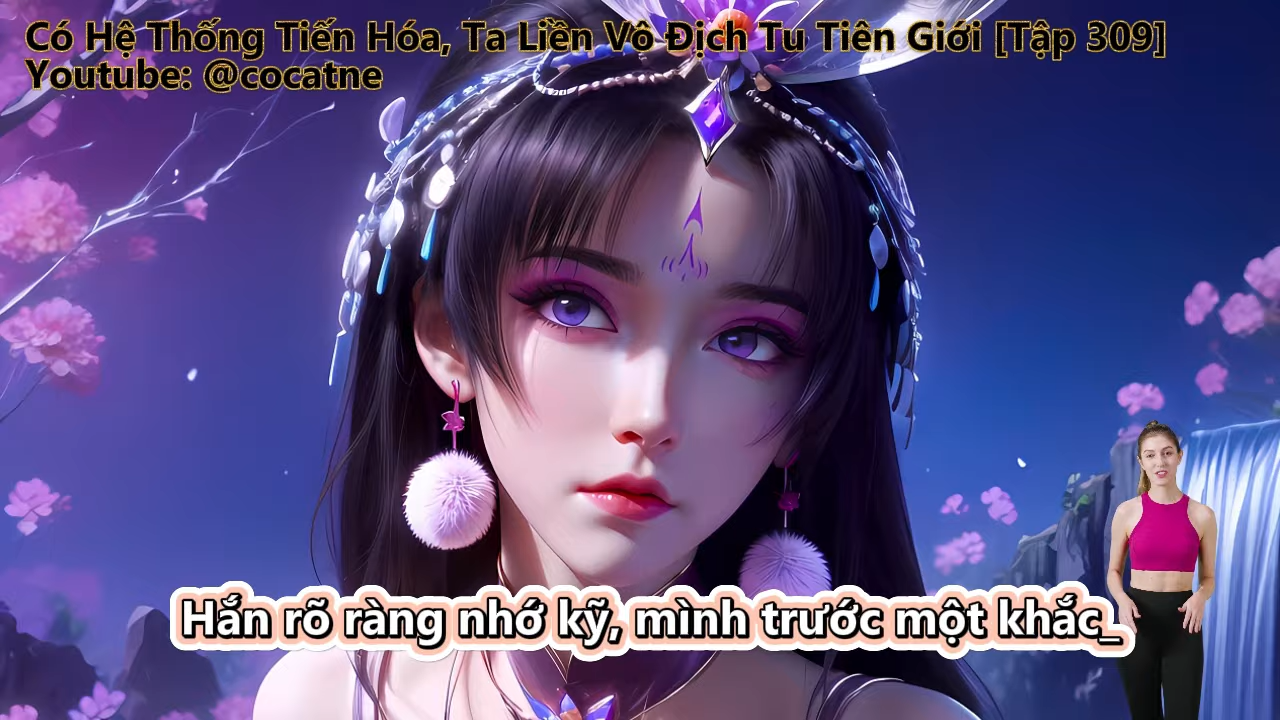 Có Hệ Thống Tiến Hóa, Ta Liền Vô Địch Tu Tiên Giới [Tập 309]
Youtube: @cocatne
Hắn rõ ràng nhớ kỹ, mình trước một khắc_